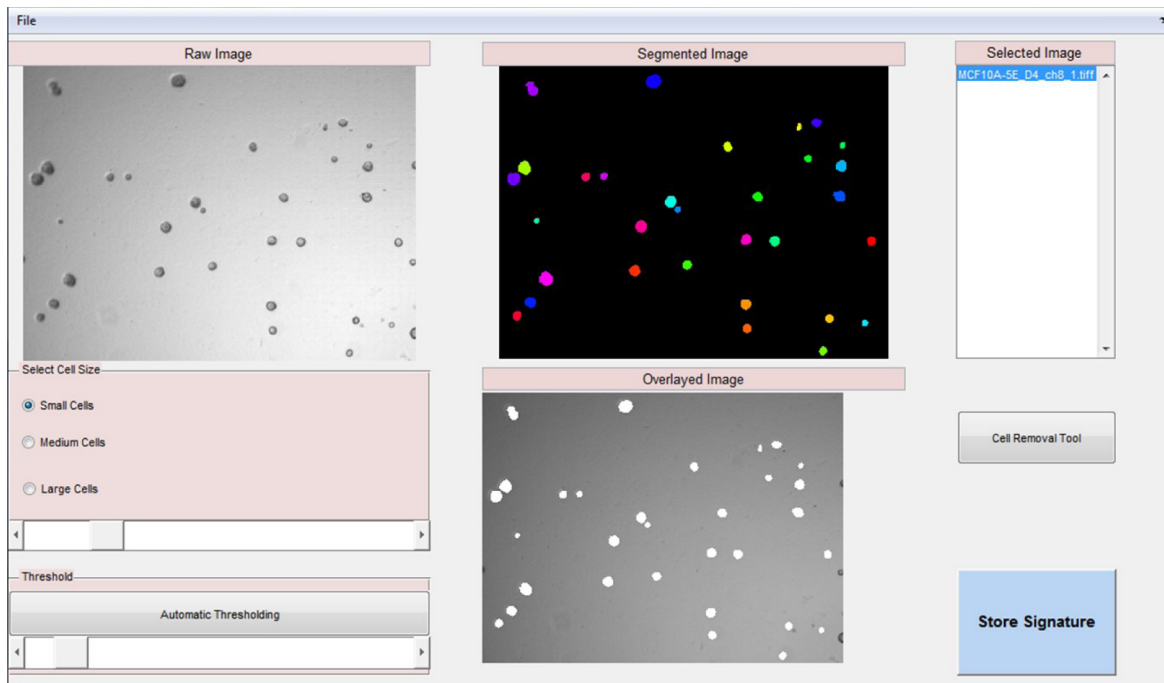 File
Raw Image
Segmented Image
Selected Image
MCF10A-5E_D4_ch8_1.tiff
Select Cell Size
Small Cells
Medium Cells
Large Cells
Overlayed Image
Cell Removal Tool
Threshold
Automatic Thresholding
Store Signature